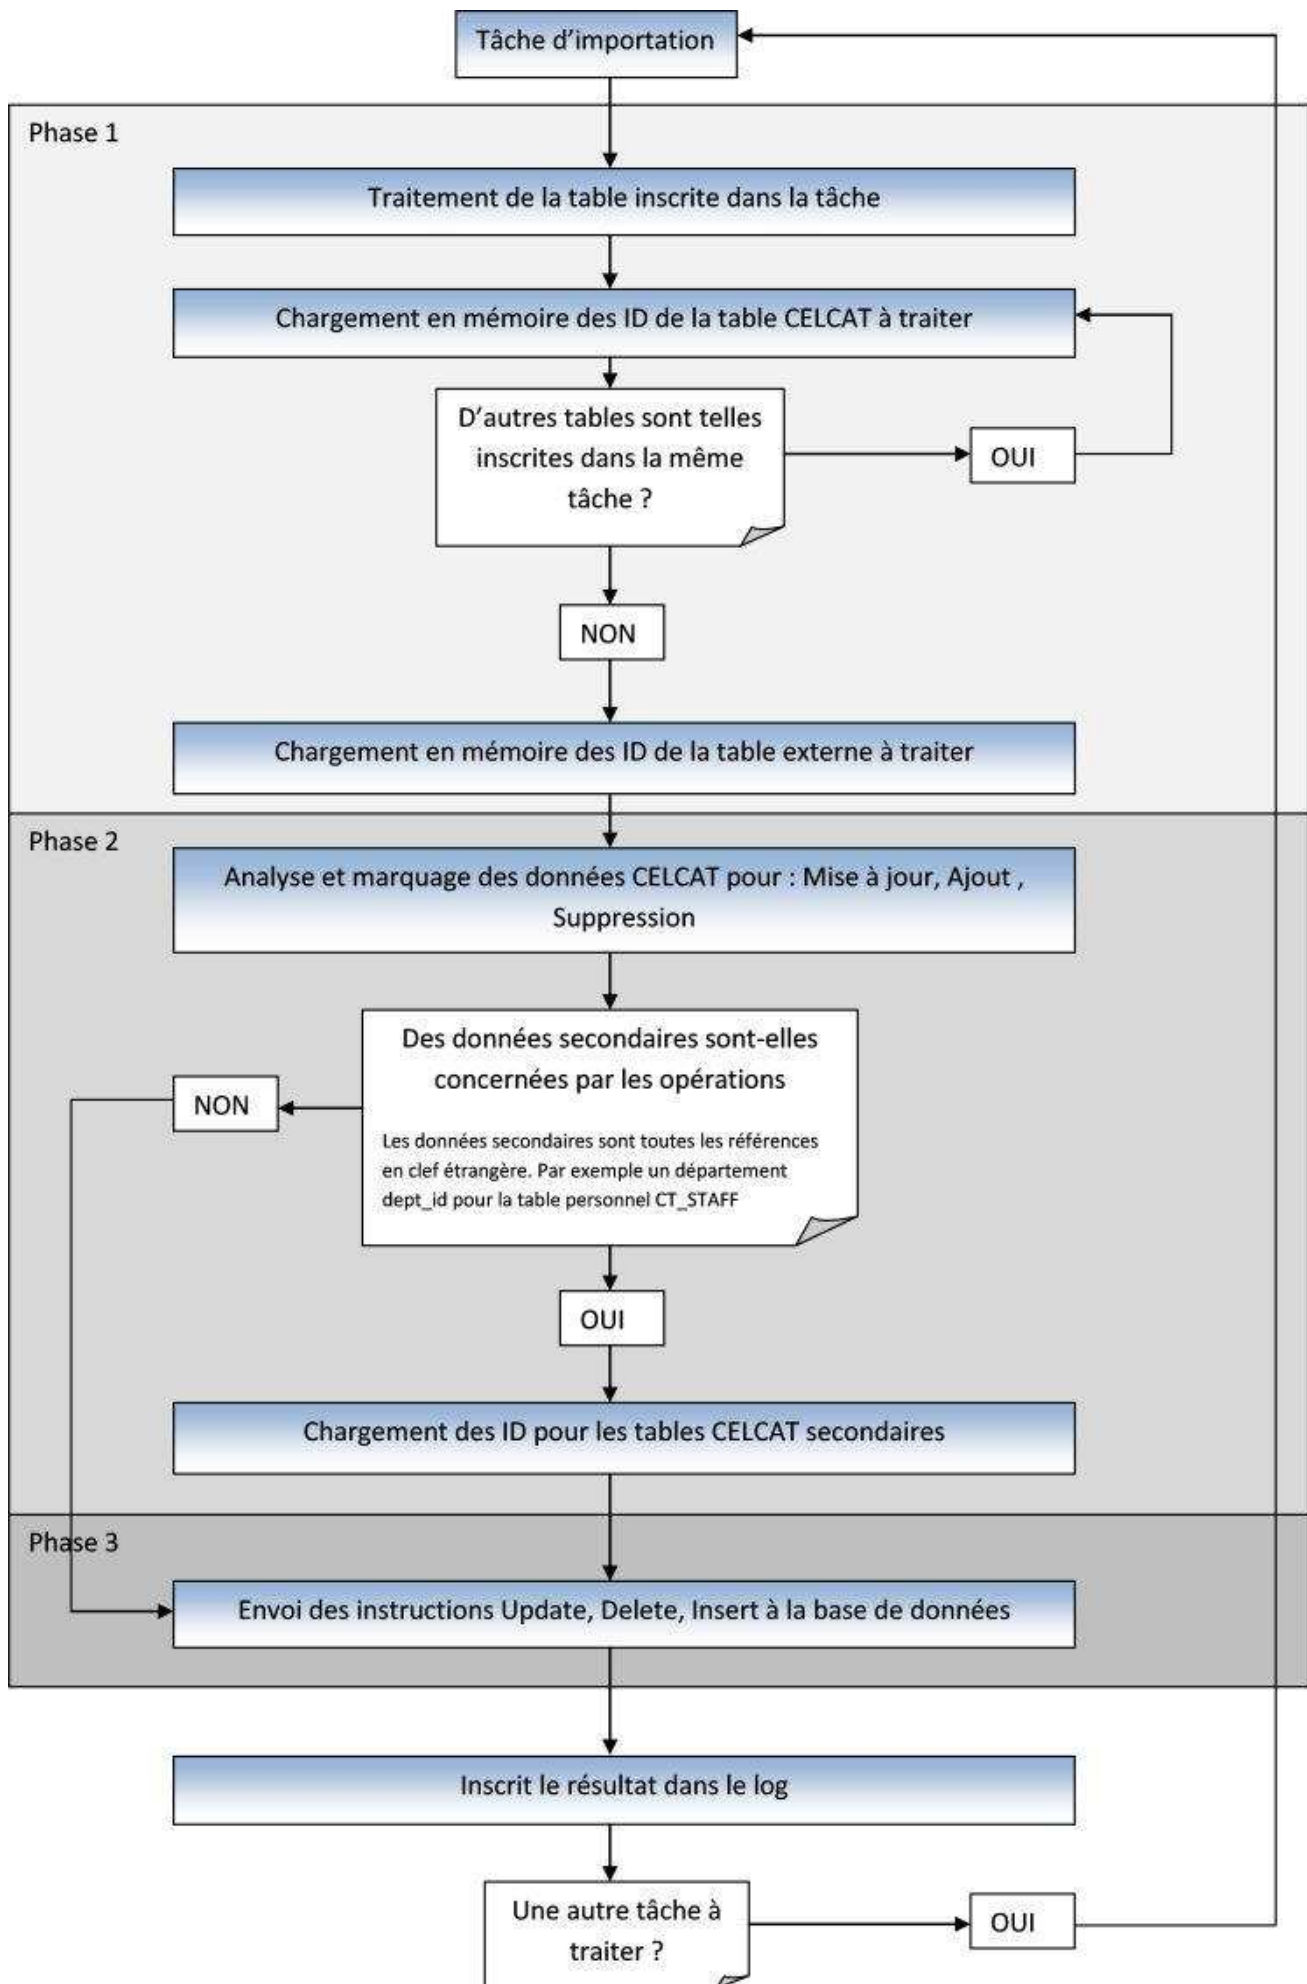 Tâche d'importation
Phase 1
Traitement de la table inscrite dans la tâche
Chargement en mémoire des ID de la table CELCAT à traiter
D'autres tables sont telles
inscrites dans la même
tâche ?
OUI
NON
Chargement en mémoire des ID de la table externe à traiter
Phase 2
Analyse et marquage des données CELCAT pour : Mise à jour, Ajout ,
Suppression
Des données secondaires sont-elles
concernées par les opérations
NON
Les données secondaires sont toutes les références
en clef étrangère. Par exemple un département
dept_id pour la table personnel CT_STAFF
OUI
Chargement des ID pour les tables CELCAT secondaires
Phase 3
Envoi des instructions Update, Delete, Insert à la base de données
Inscrit le résultat dans le log
Une autre tâche à
traiter ?
OUI